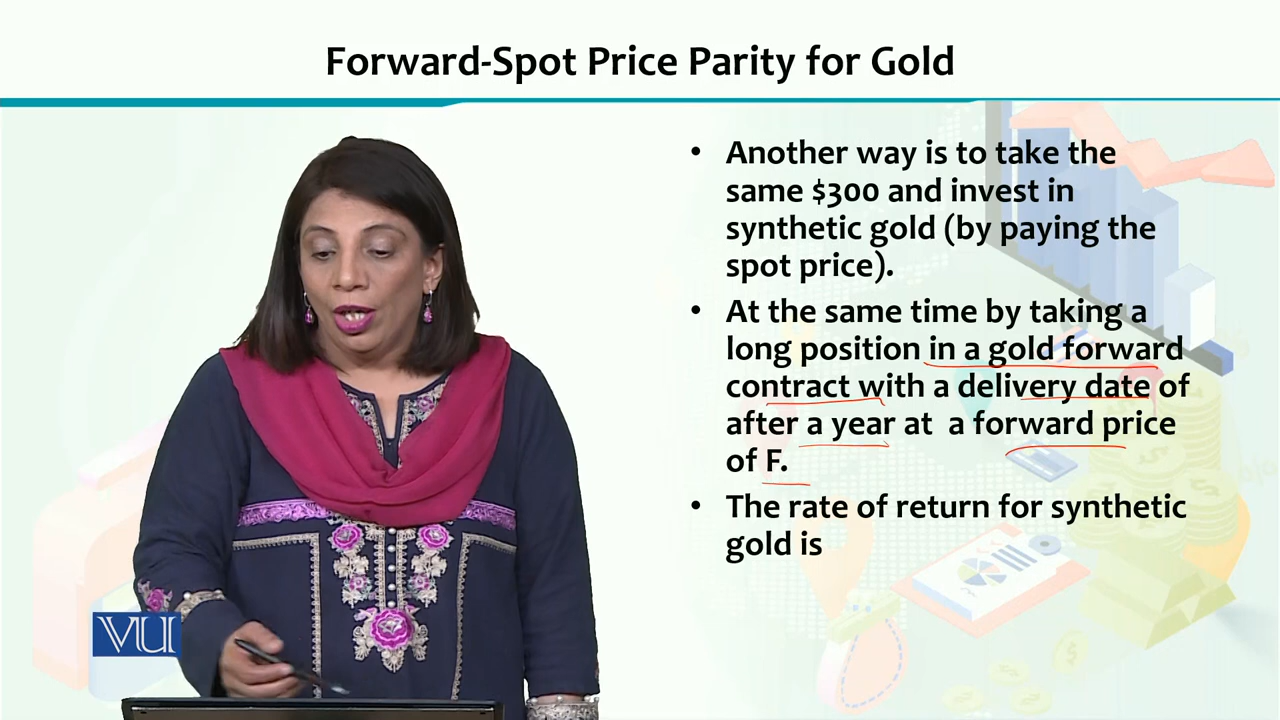 Forward-Spot Price Parity for Gold
• Another way is to take the
same $300 and invest in
synthetic gold (by paying the
spot price).
• At the same time by taking a
long position in a gold forward
contract with a delivery date of
after a year at a forward price
of F.
• The rate of return for synthetic
gold is
VU